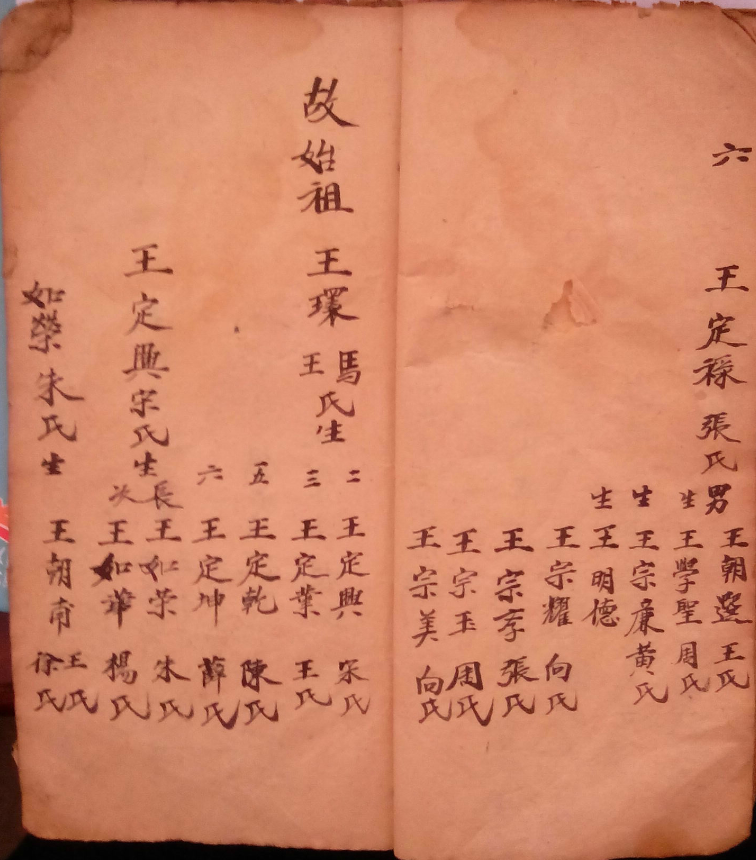 六
王定祿張氏男
王朝選 王氏
生 王學聖 周氏
生 王宗廉 黃氏
生 王明德
王宗耀 向氏
王宗孝 張氏
王宗玉 周氏
王宗美 向氏
故始祖 王環 馬王氏生
二 王定興 宋氏
三 王定業 王氏
五 王定乾 陳氏
六 王定坤 薛氏
王定興宋氏生
長 王如荣 朱氏
次 王如華 楊氏
如榮朱氏生
王朝甫 王氏 徐氏